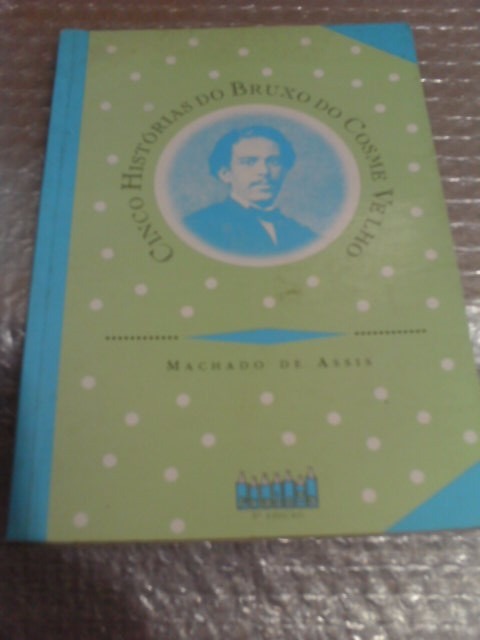 CINCO HISTÓRIAS DO BRUXO DO COSME VELHO
MACHADO DE ASSIS